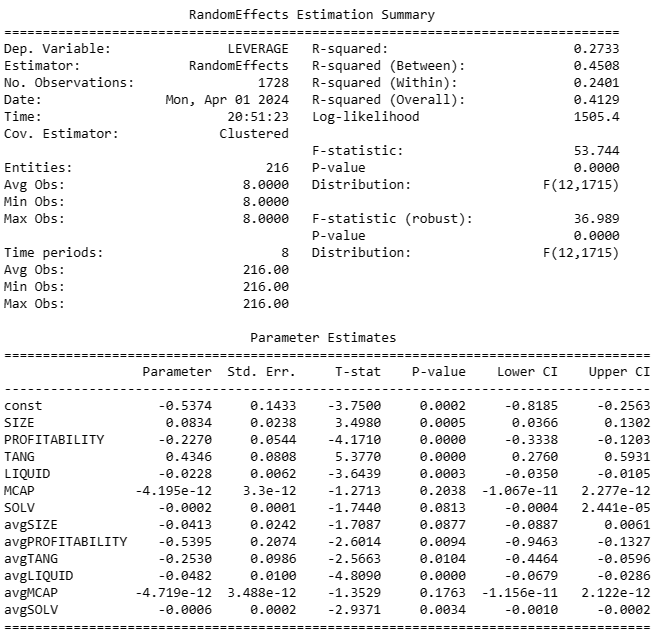 RandomEffects Estimation Summary
================================================================================
Dep. Variable: LEVERAGE R-squared: 0.2733
Estimator: RandomEffects R-squared (Between): 0.4508
No. Observations: 1728 R-squared (Within): 0.2401
Date: Mon, Apr 01 2024 R-squared (Overall): 0.4129
Time: 20:51:23 Log-likelihood 1505.4
Cov. Estimator: Clustered
F-statistic: 53.744
Entities: 216 P-value 0.0000
Avg Obs: 8.0000 Distribution: F(12,1715)
Min Obs: 8.0000
Max Obs: 8.0000 F-statistic (robust): 36.989
P-value 0.0000
Time periods: 8 Distribution: F(12,1715)
Avg Obs: 216.00
Min Obs: 216.00
Max Obs: 216.00
Parameter Estimates
====================================================================================
Parameter Std. Err. T-stat P-value Lower CI Upper CI
------------------------------------------------------------------------------------
const -0.5374 0.1433 -3.7500 0.0002 -0.8185 -0.2563
SIZE 0.0834 0.0238 3.4980 0.0005 0.0366 0.1302
PROFITABILITY -0.2270 0.0544 -4.1710 0.0000 -0.3338 -0.1203
TANG 0.4346 0.0808 5.3770 0.0000 0.2760 0.5931
LIQUID -0.0228 0.0062 -3.6439 0.0003 -0.0350 -0.0105
MCAP -4.195e-12 3.3e-12 -1.2713 0.2038 -1.067e-11 2.277e-12
SOLV -0.0002 0.0001 -1.7440 0.0813 -0.0004 2.441e-05
avgSIZE -0.0413 0.0242 -1.7087 0.0877 -0.0887 0.0061
avgPROFITABILITY -0.5395 0.2074 -2.6014 0.0094 -0.9463 -0.1327
avgTANG -0.2530 0.0986 -2.5663 0.0104 -0.4464 -0.0596
avgLIQUID -0.0482 0.0100 -4.8090 0.0000 -0.0679 -0.0286
avgMCAP -4.719e-12 3.488e-12 -1.3529 0.1763 -1.156e-11 2.122e-12
avgSOLV -0.0006 0.0002 -2.9371 0.0034 -0.0010 -0.0002
====================================================================================